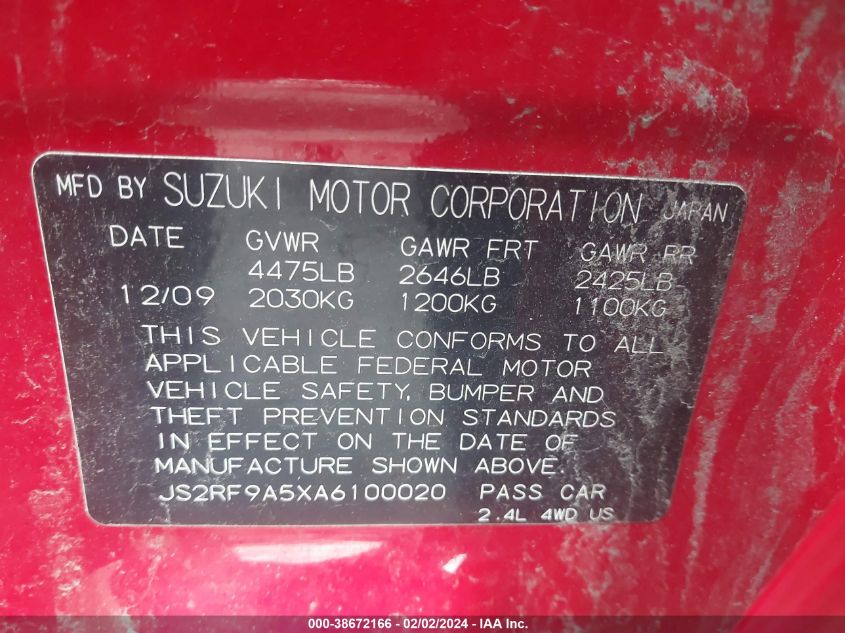 MFD BY SUZUKI MOTOR CORPORATION JAPAN
DATE GVWR GAWR FRT GAWR RR
4475LB 2646LB 2425LB
12/09 2030KG 1200KG 1100KG
THIS VEHICLE CONFORMS TO ALL
APPLICABLE FEDERAL MOTOR
VEHICLE SAFETY, BUMPER AND
THEFT PREVENTION STANDARDS
IN EFFECT ON THE DATE OF
MANUFACTURE SHOWN ABOVE.
JS2RF9A5XA6100020 PASS CAR
2.4L 4WD US
000-38672166 - 02/02/2024 - IAA Inc.